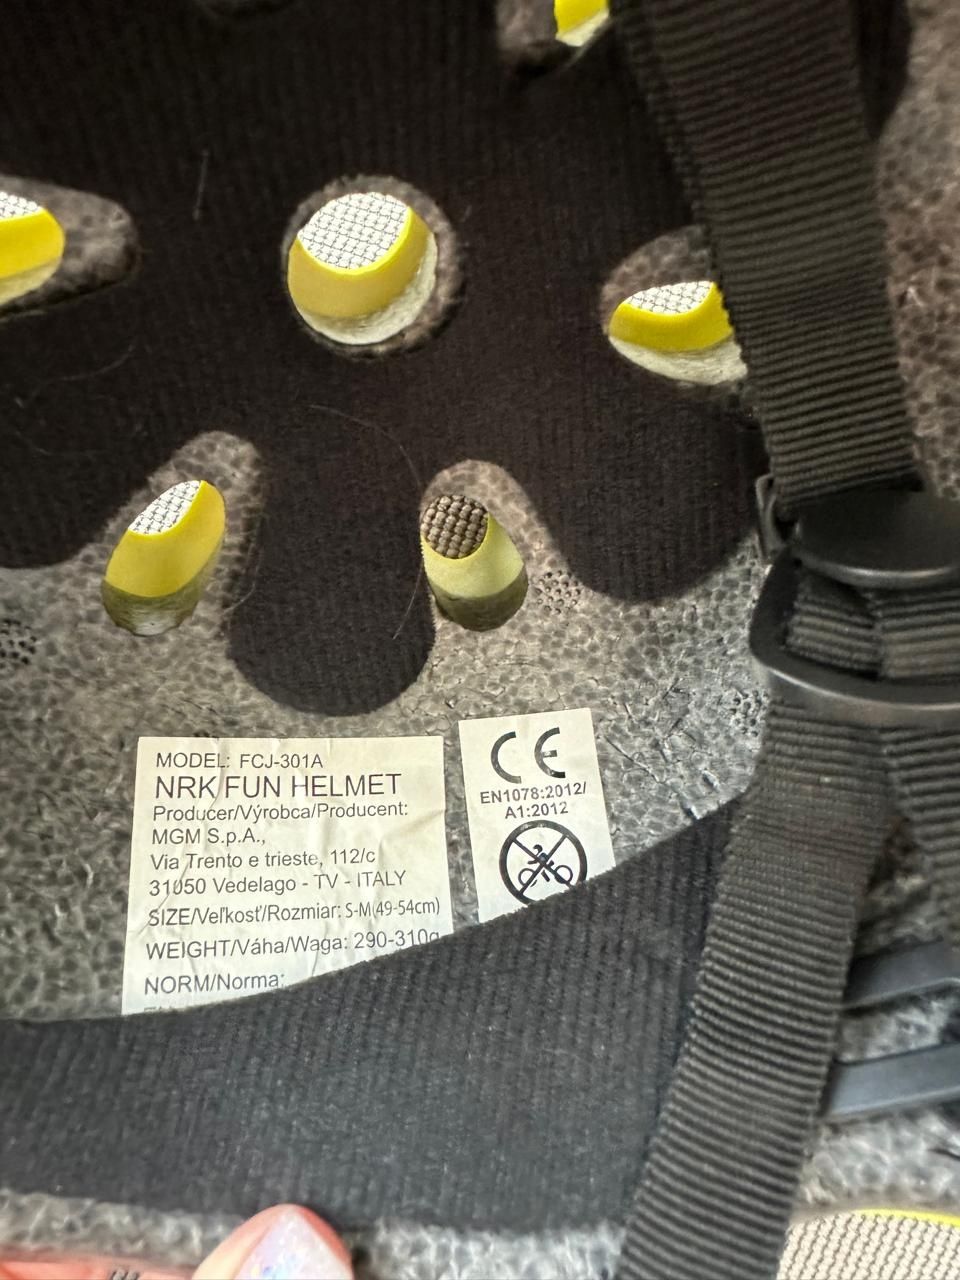 MODEL: FCJ-301A
NRK FUN HELMET
Producer/Výrobca/Producent:
MGM S.p.A.,
Via Trento e trieste, 112/c
31050 Vedelago - TV - ITALY
SIZE/Veľkosť/Rozmiar: S-M(49-54cm)
WEIGHT/Váha/Waga: 290-310g
NORM/Norma:
CE
EN1078:2012/
A1:2012